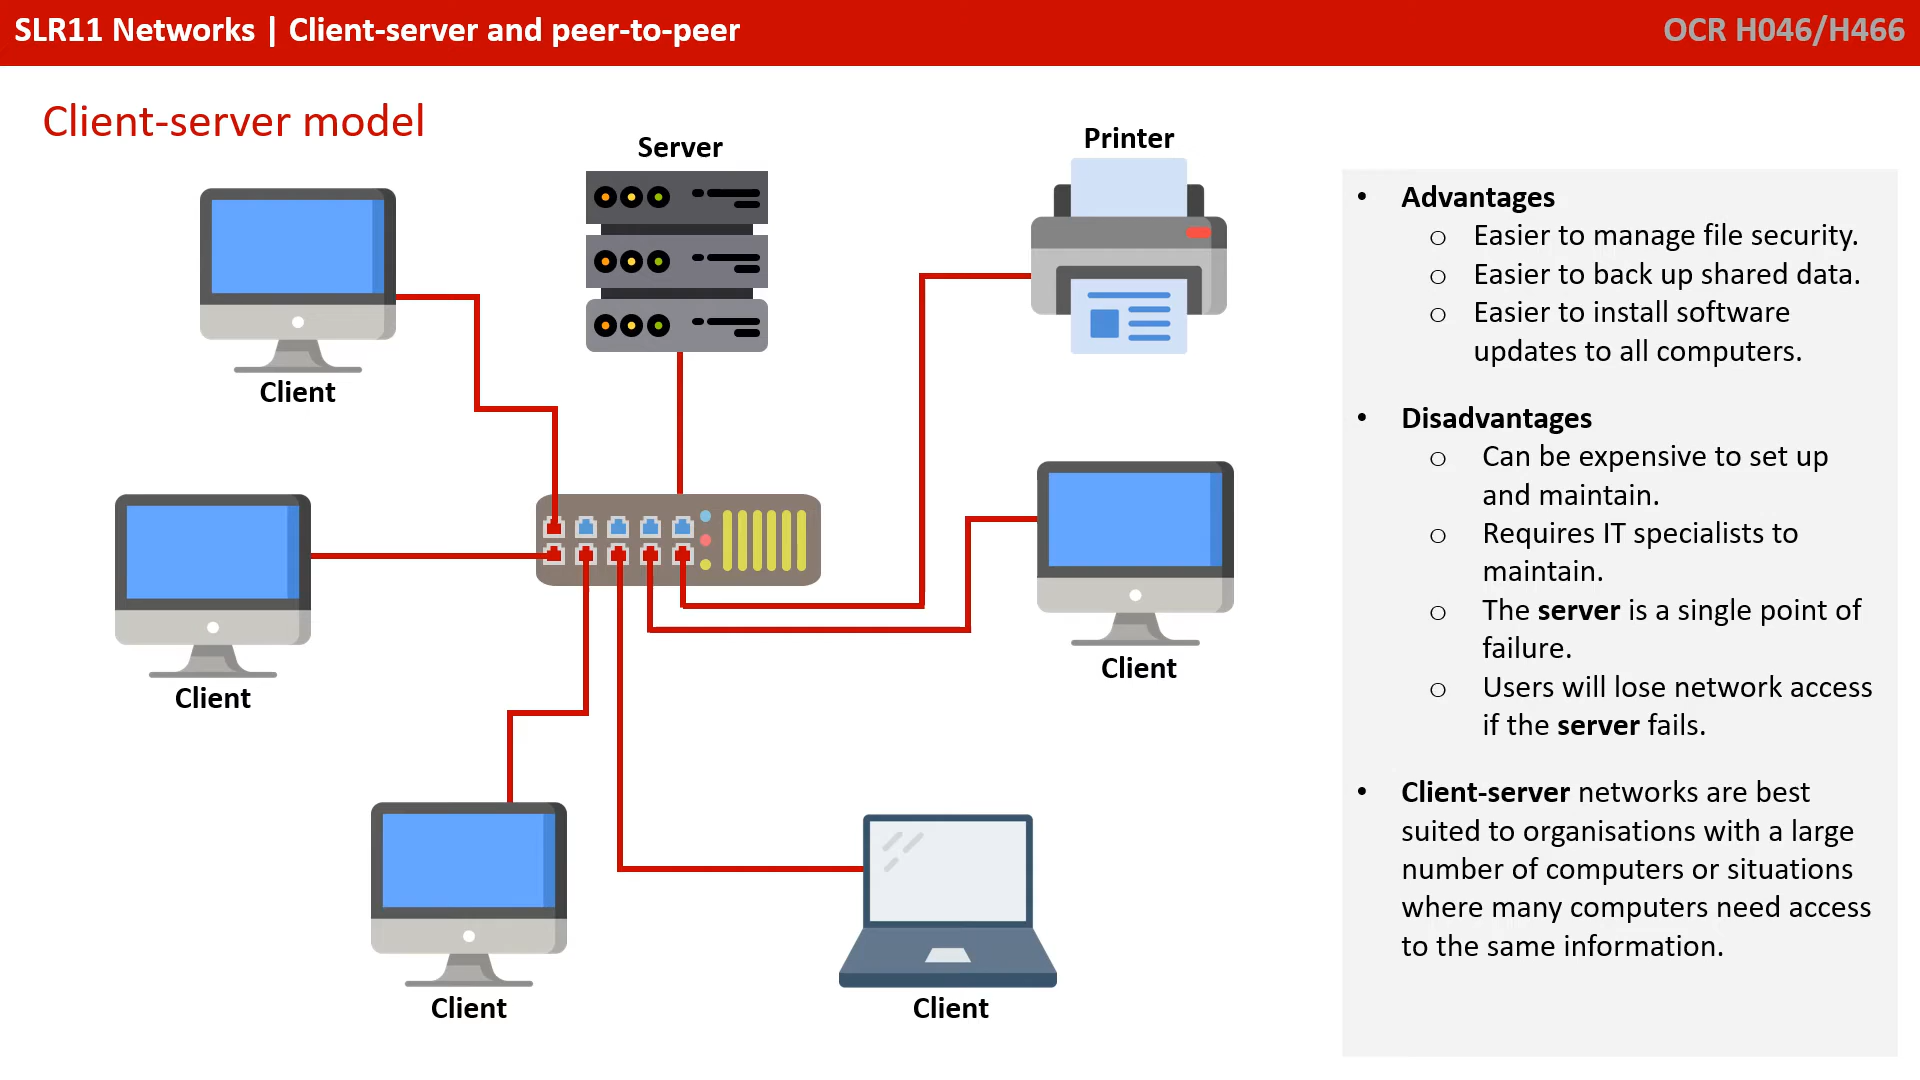 SLR11 Networks | Client-server and peer-to-peer
OCR H046/H466
Client-server model
Server
Printer
Client
Client
Client
Client
Client
• Advantages
o Easier to manage file security.
o Easier to back up shared data.
o Easier to install software
updates to all computers.
• Disadvantages
o Can be expensive to set up
and maintain.
o Requires IT specialists to
maintain.
o The server is a single point of
failure.
o Users will lose network access
if the server fails.
• Client-server networks are best
suited to organisations with a large
number of computers or situations
where many computers need access
to the same information.